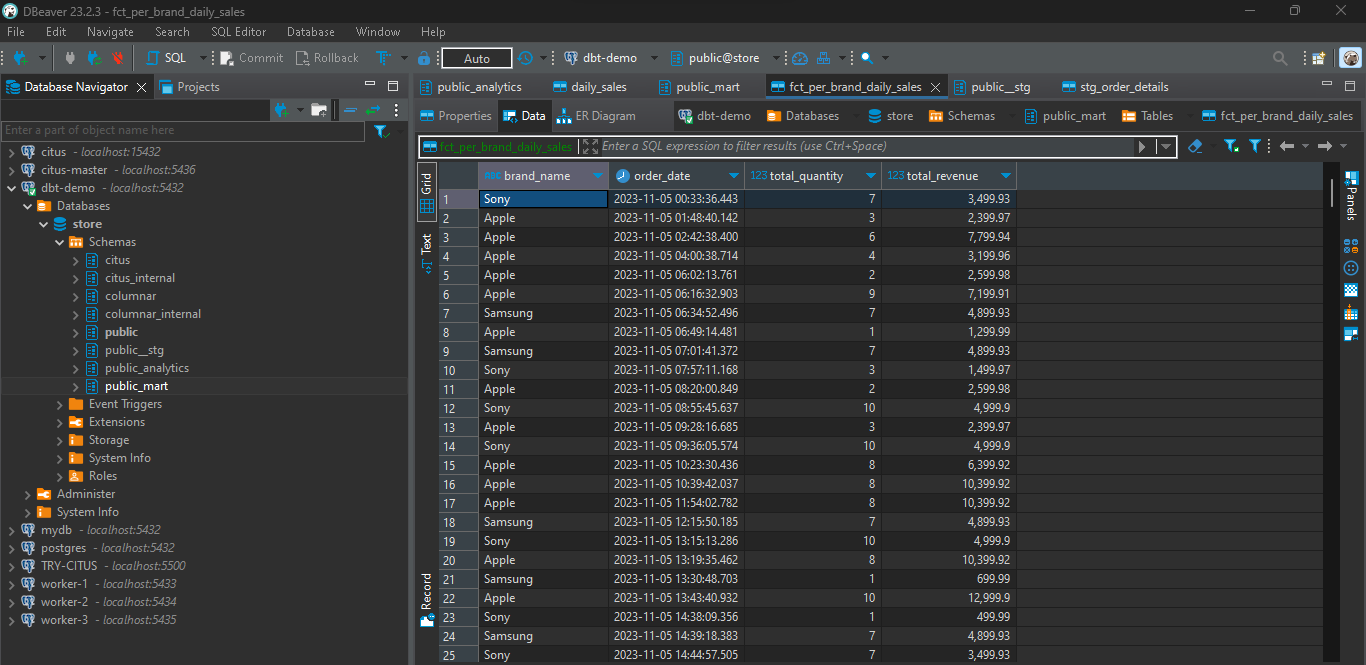 DBeaver 23.2.3 - fct_per_brand_daily_sales
File Edit Navigate Search SQL Editor Database Window Help
SQL Commit Rollback Auto dbt-demo public@store
Database Navigator Projects
Enter a part of object name here
citus - localhost:15432
citus-master - localhost:5436
dbt-demo - localhost:5432
Databases
store
Schemas
citus
citus_internal
columnar
columnar_internal
public
public__stg
public_analytics
public_mart
Event Triggers
Extensions
Storage
System Info
Roles
Administer
System Info
mydb - localhost:5432
postgres - localhost:5432
TRY-CITUS - localhost:5500
worker-1 - localhost:5433
worker-2 - localhost:5434
worker-3 - localhost:5435
public_analytics daily_sales public_mart fct_per_brand_daily_sales public__stg stg_order_details
Properties Data ER Diagram dbt-demo Databases store Schemas public_mart Tables fct_per_brand_daily_sales
fct_per_brand_daily_sales Enter a SQL expression to filter results (use Ctrl+Space)
Grid
Text
Record
ABC brand_name order_date 123 total_quantity 123 total_revenue
1 Sony 2023-11-05 00:33:36.443 7 3,499.93
2 Apple 2023-11-05 01:48:40.142 3 2,399.97
3 Apple 2023-11-05 02:42:38.400 6 7,799.94
4 Apple 2023-11-05 04:00:38.714 4 3,199.96
5 Apple 2023-11-05 06:02:13.761 2 2,599.98
6 Apple 2023-11-05 06:16:32.903 9 7,199.91
7 Samsung 2023-11-05 06:34:52.496 7 4,899.93
8 Apple 2023-11-05 06:49:14.481 1 1,299.99
9 Samsung 2023-11-05 07:01:41.372 7 4,899.93
10 Sony 2023-11-05 07:57:11.168 3 1,499.97
11 Apple 2023-11-05 08:20:00.849 2 2,599.98
12 Sony 2023-11-05 08:55:45.637 10 4,999.9
13 Apple 2023-11-05 09:28:16.685 3 2,399.97
14 Sony 2023-11-05 09:36:05.574 10 4,999.9
15 Apple 2023-11-05 10:23:30.436 8 6,399.92
16 Apple 2023-11-05 10:39:42.037 8 10,399.92
17 Apple 2023-11-05 11:54:02.782 8 10,399.92
18 Samsung 2023-11-05 12:15:50.185 7 4,899.93
19 Sony 2023-11-05 13:15:13.286 10 4,999.9
20 Apple 2023-11-05 13:19:35.462 8 10,399.92
21 Samsung 2023-11-05 13:30:48.703 1 699.99
22 Apple 2023-11-05 13:43:40.932 10 12,999.9
23 Sony 2023-11-05 14:38:09.356 1 499.99
24 Samsung 2023-11-05 14:39:18.383 7 4,899.93
25 Sony 2023-11-05 14:44:57.505 7 3,499.93
Panels